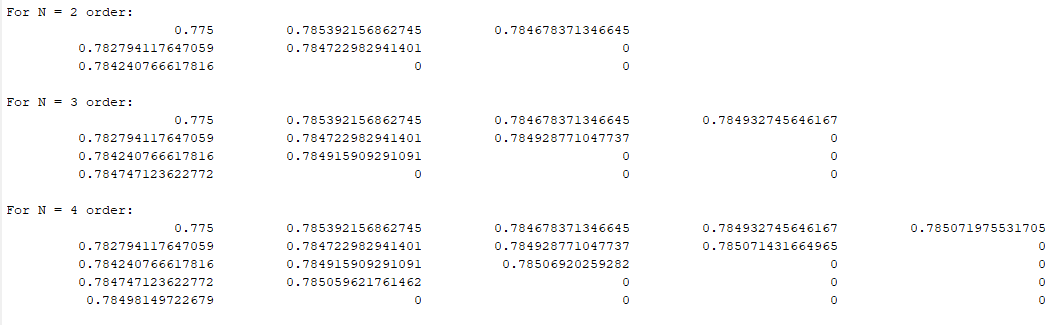 For N = 2 order:
0.775 0.785392156862745 0.784678371346645
0.782794117647059 0.784722982941401 0
0.784240766617816 0 0
For N = 3 order:
0.775 0.785392156862745 0.784678371346645 0.784932745646167
0.782794117647059 0.784722982941401 0.784928771047737 0
0.784240766617816 0.784915909291091 0 0
0.784747123622772 0 0 0
For N = 4 order:
0.775 0.785392156862745 0.784678371346645 0.784932745646167 0.785071975531705
0.782794117647059 0.784722982941401 0.784928771047737 0.785071431664965 0
0.784240766617816 0.784915909291091 0.78506920259282 0 0
0.784747123622772 0.785059621761462 0 0 0
0.78498149722679 0 0 0 0